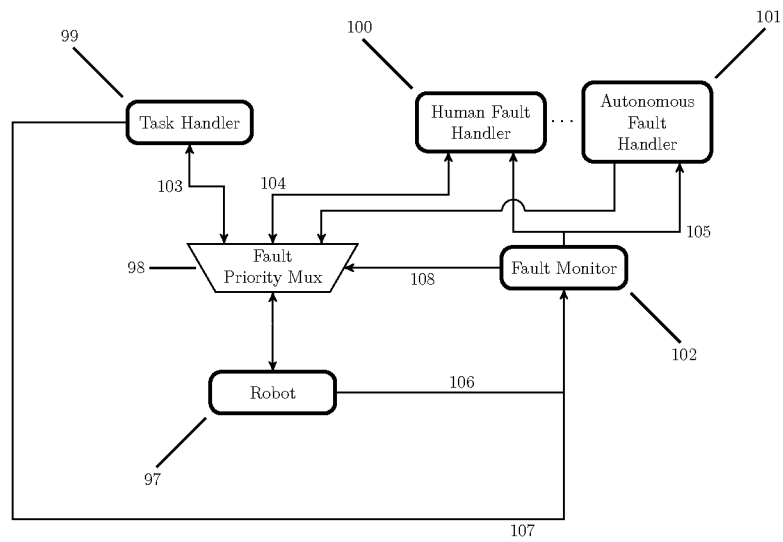 101
100
99
Autonomous
Fault
Handler
Human Fault
Handler
. . .
Task Handler
103
104
105
Fault
Priority Mux
98
108
Fault Monitor
102
Robot
106
97
107